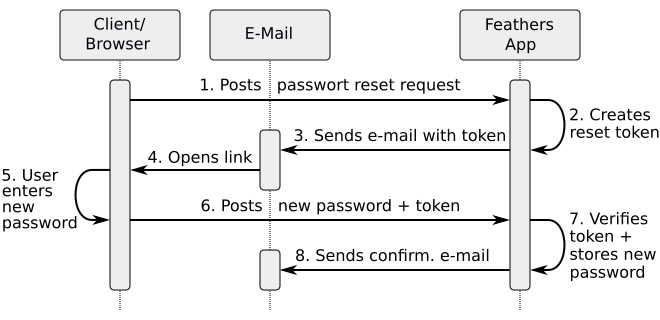 Client/
Browser
E-Mail
Feathers
App
1. Posts passwort reset request
2. Creates
reset token
3. Sends e-mail with token
4. Opens link
5. User
enters
new
password
6. Posts new password + token
7. Verifies
token +
stores new
password
8. Sends confirm. e-mail